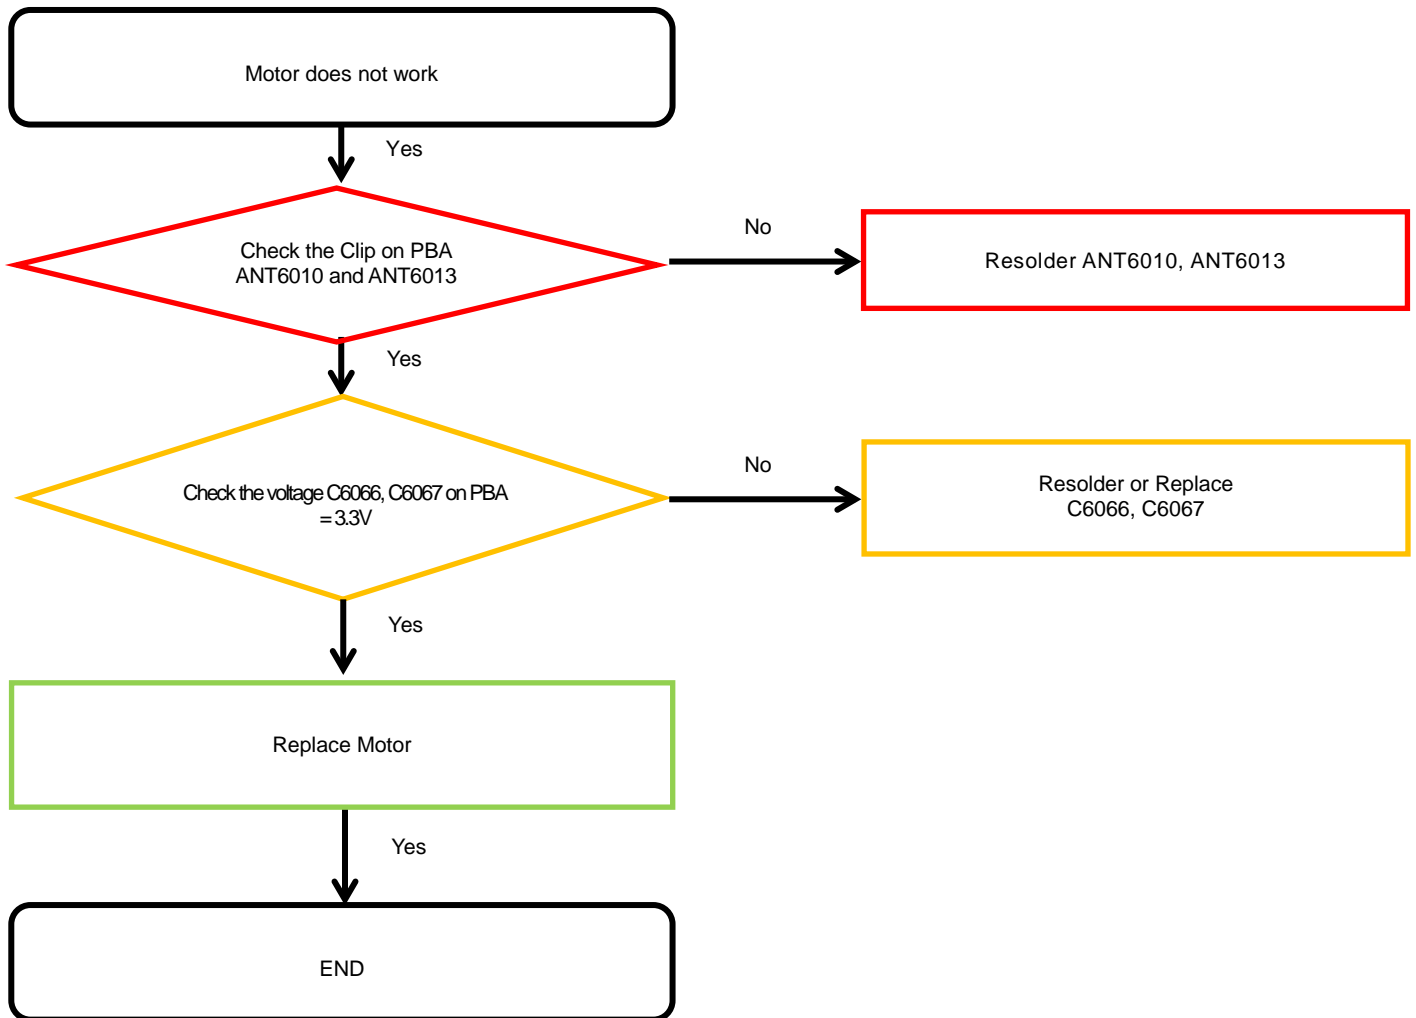 Motor does not work
Yes
Check the Clip on PBA
ANT6010 and ANT6013
No
Resolder ANT6010, ANT6013
Yes
Check the voltage C6066, C6067 on PBA
= 3.3V
No
Resolder or Replace
C6066, C6067
Yes
Replace Motor
Yes
END